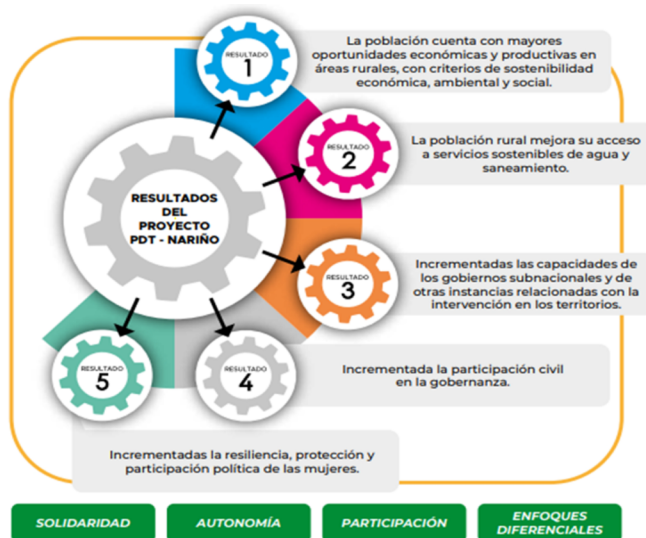 RESULTADO
1
La población cuenta con mayores
oportunidades económicas y productivas en
áreas rurales, con criterios de sostenibilidad
económica, ambiental y social.
RESULTADO
2
La población rural mejora su acceso
a servicios sostenibles de agua y
saneamiento.
RESULTADOS
DEL
PROYECTO
PDT - NARIÑO
RESULTADO
3
Incrementadas las capacidades de
los gobiernos subnacionales y de
otras instancias relacionadas con la
intervención en los territorios.
RESULTADO
4
Incrementada la participación civil
en la gobernanza.
RESULTADO
5
Incrementadas la resiliencia, protección y
participación política de las mujeres.
SOLIDARIDAD
AUTONOMÍA
PARTICIPACIÓN
ENFOQUES
DIFERENCIALES